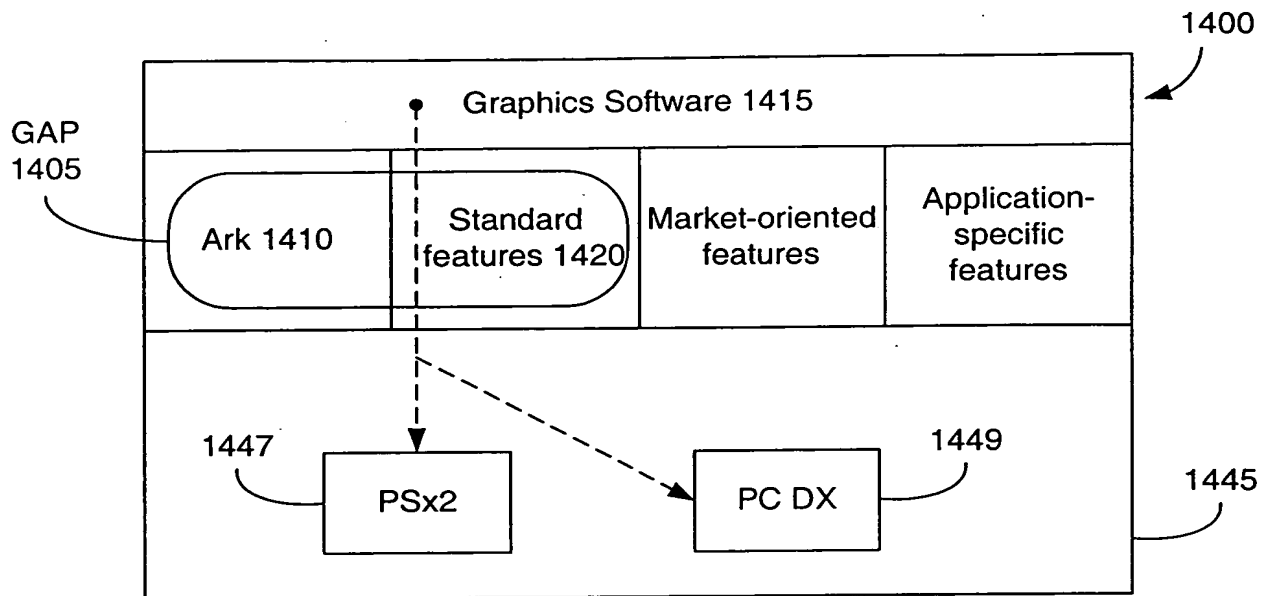 1400
Graphics Software 1415
GAP
1405
Ark 1410
Standard
features 1420
Market-oriented
features
Application-
specific
features
1447
PSx2
1449
PC DX
1445